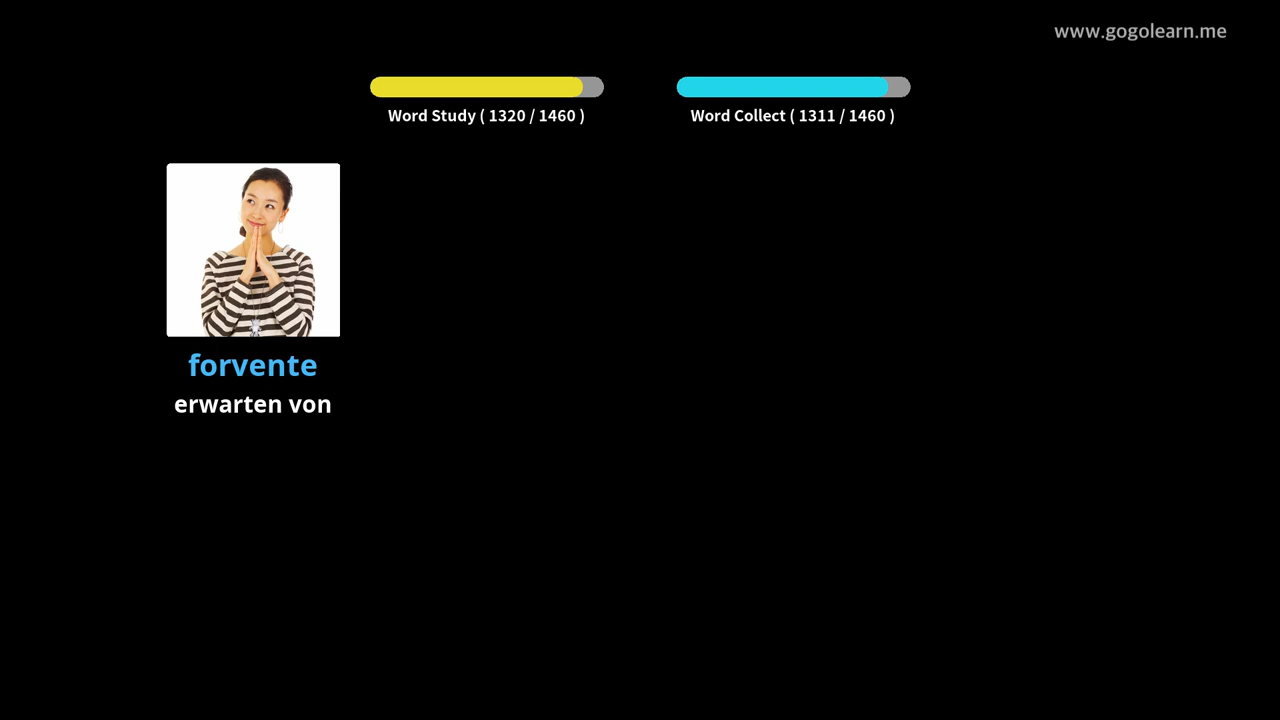 www.gogolearn.me
Word Study ( 1320 / 1460 )
Word Collect ( 1311 / 1460 )
forvente
erwarten von